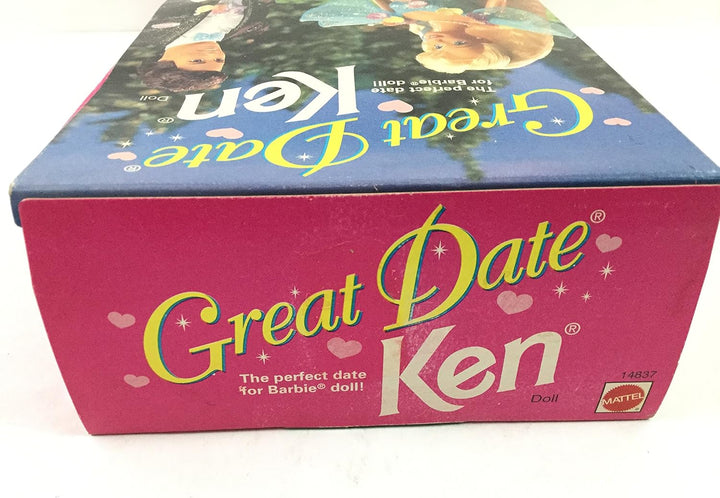 Great Date®
Ken®
Doll
The perfect date
for Barbie® doll!
Great Date®
Ken®
The perfect date
for Barbie® doll!
Doll
14837
MATTEL